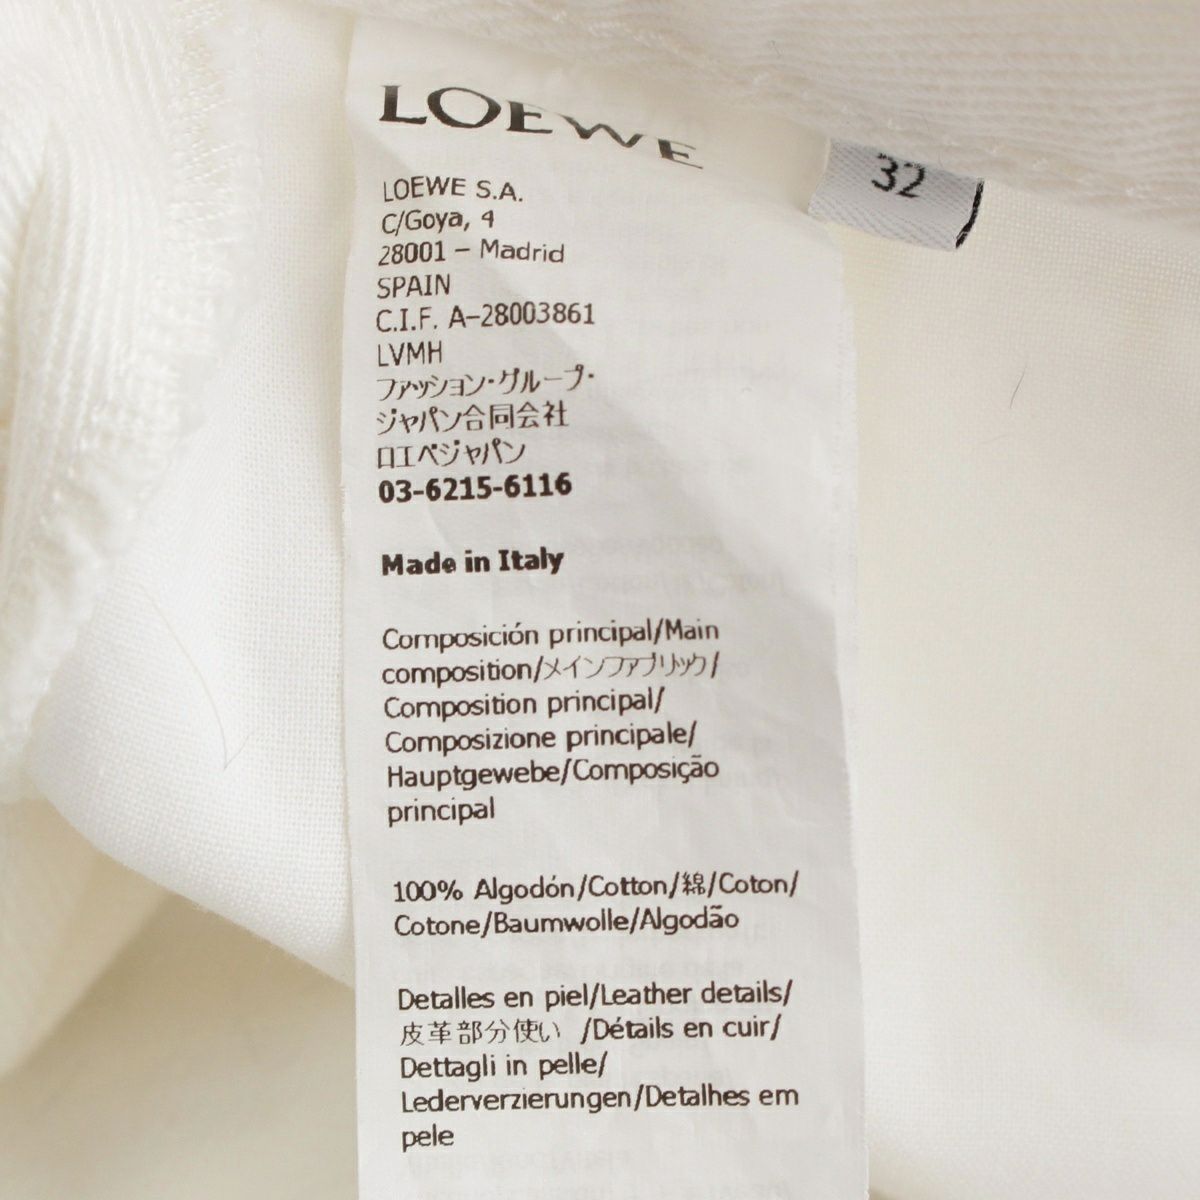 LOEWE
32
LOEWE S.A.
C/Goya, 4
28001 – Madrid
SPAIN
C.I.F. A-28003861
LVMH
ファッション・グループ・
ジャパン合同会社
ロエベジャパン
03-6215-6116
Made in Italy
Composición principal/Main
composition/メインファブリック/
Composition principal/
Composizione principale/
Hauptgewebe/Composição
principal
100% Algodón/Cotton/綿/Coton/
Cotone/Baumwolle/Algodão
Detalles en piel/Leather details/
皮革部分使い /Détails en cuir/
Dettagli in pelle/
Lederverzierungen/Detalhes em
pele